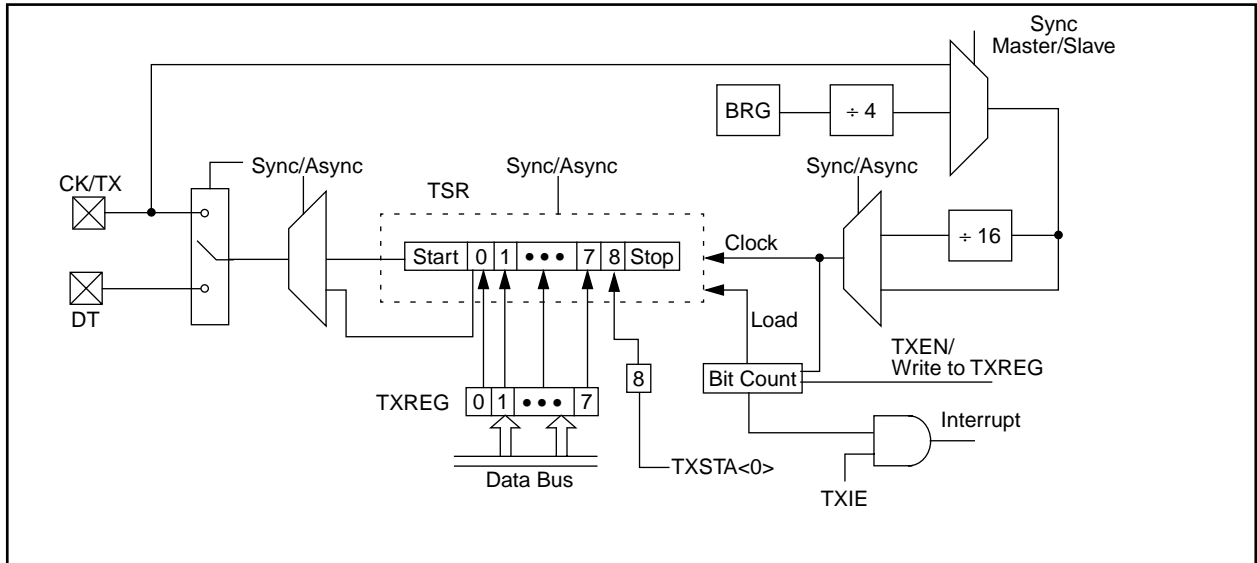 Sync
Master/Slave
BRG
÷ 4
CK/TX
Sync/Async
Sync/Async
Sync/Async
TSR
÷ 16
Start 0 1 ••• 7 8 Stop
Clock
DT
Load
TXEN/
Write to TXREG
Bit Count
8
TXREG 0 1 ••• 7
Interrupt
TXSTA<0>
Data Bus
TXIE